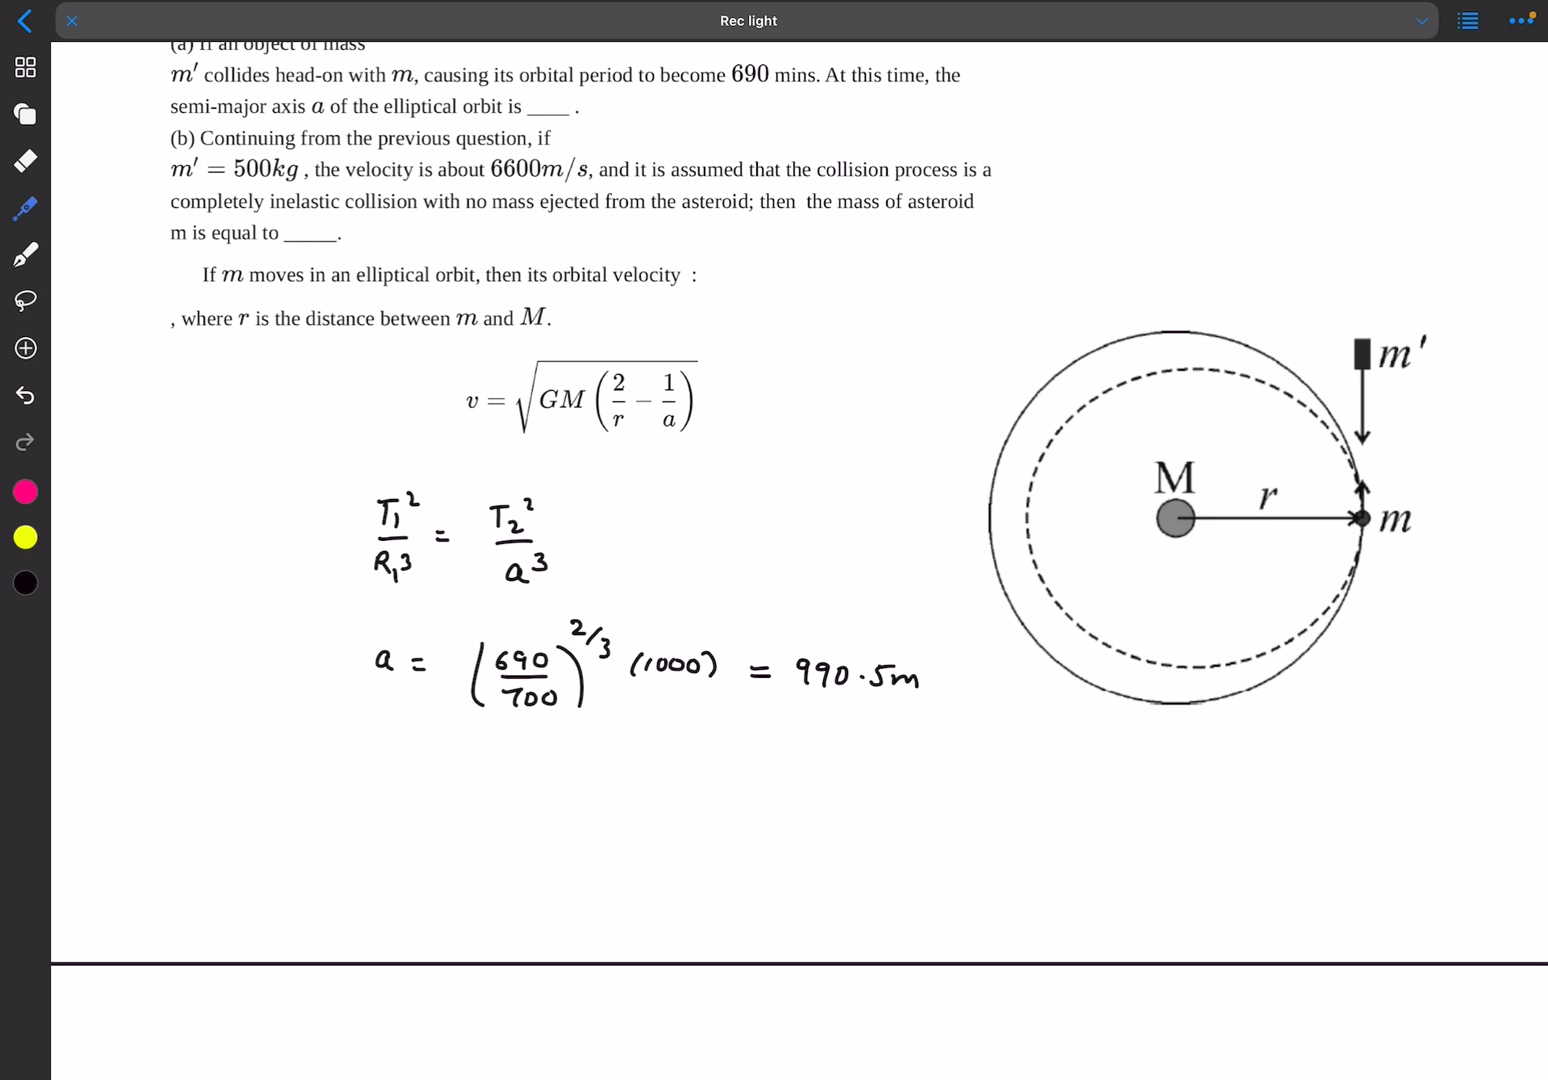 Rec light
(a) If an object of mass
m′ collides head-on with m, causing its orbital period to become 690 mins. At this time, the
semi-major axis a of the elliptical orbit is ____ .
(b) Continuing from the previous question, if
m′ = 500kg , the velocity is about 6600m/s, and it is assumed that the collision process is a
completely inelastic collision with no mass ejected from the asteroid; then the mass of asteroid
m is equal to _____.
If m moves in an elliptical orbit, then its orbital velocity :
, where r is the distance between m and M.
v = √(GM(2/r − 1/a))
T₁²/R₁³ = T₂²/a³
a = (690/700)^2/3 (1000) = 990.5m
m′
M
r
m